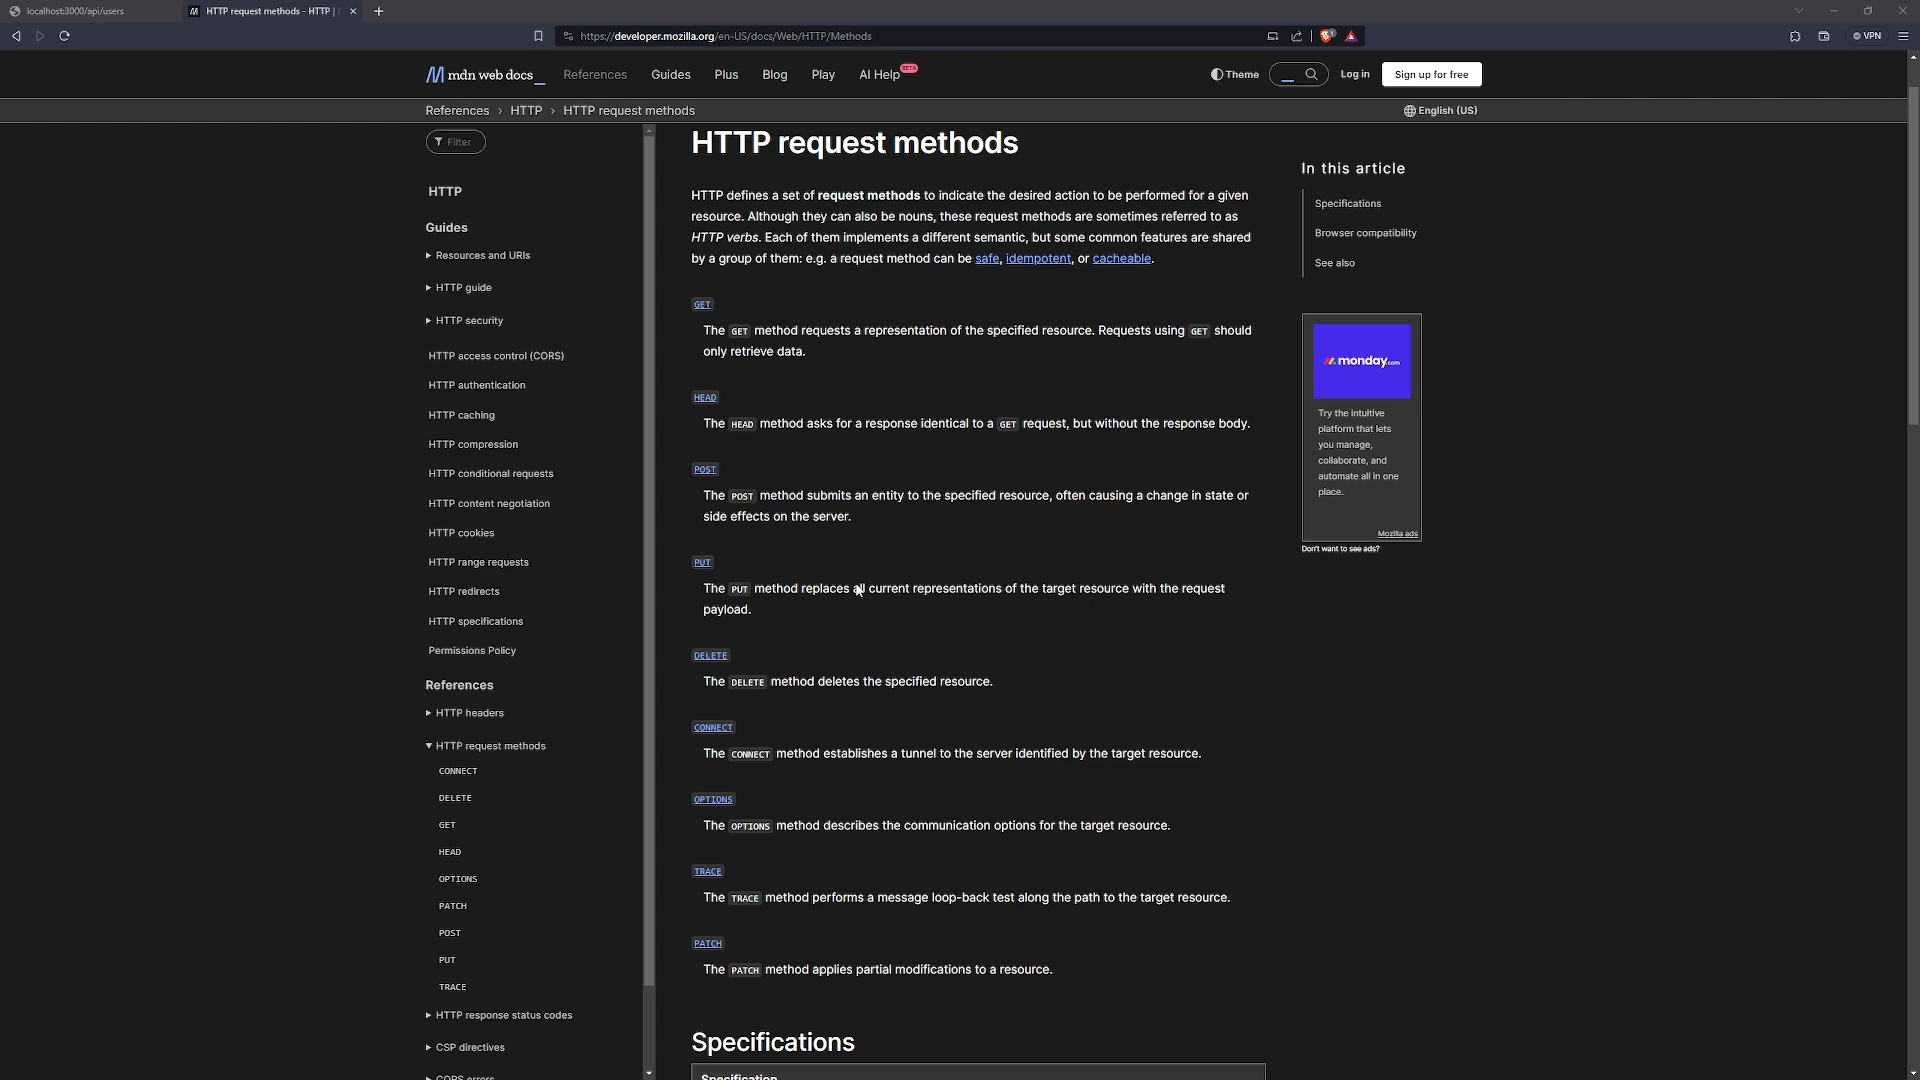 localhost:3000/api/users
HTTP request methods - HTTP |
https://developer.mozilla.org/en-US/docs/Web/HTTP/Methods
1
VPN
mdn web docs_
References
Guides
Plus
Blog
Play
AI Help
BETA
Theme
Log in
Sign up for free
References > HTTP > HTTP request methods
English (US)
Filter
HTTP
Guides
Resources and URIs
HTTP guide
HTTP security
HTTP access control (CORS)
HTTP authentication
HTTP caching
HTTP compression
HTTP conditional requests
HTTP content negotiation
HTTP cookies
HTTP range requests
HTTP redirects
HTTP specifications
Permissions Policy
References
HTTP headers
HTTP request methods
CONNECT
DELETE
GET
HEAD
OPTIONS
PATCH
POST
PUT
TRACE
HTTP response status codes
CSP directives
CORS errors
HTTP request methods
HTTP defines a set of request methods to indicate the desired action to be performed for a given
resource. Although they can also be nouns, these request methods are sometimes referred to as
HTTP verbs. Each of them implements a different semantic, but some common features are shared
by a group of them: e.g. a request method can be safe, idempotent, or cacheable.
GET
The GET method requests a representation of the specified resource. Requests using GET should
only retrieve data.
HEAD
The HEAD method asks for a response identical to a GET request, but without the response body.
POST
The POST method submits an entity to the specified resource, often causing a change in state or
side effects on the server.
PUT
The PUT method replaces all current representations of the target resource with the request
payload.
DELETE
The DELETE method deletes the specified resource.
CONNECT
The CONNECT method establishes a tunnel to the server identified by the target resource.
OPTIONS
The OPTIONS method describes the communication options for the target resource.
TRACE
The TRACE method performs a message loop-back test along the path to the target resource.
PATCH
The PATCH method applies partial modifications to a resource.
Specifications
Specification
In this article
Specifications
Browser compatibility
See also
monday.com
Try the intuitive
platform that lets
you manage,
collaborate, and
automate all in one
place.
Mozilla ads
Don't want to see ads?